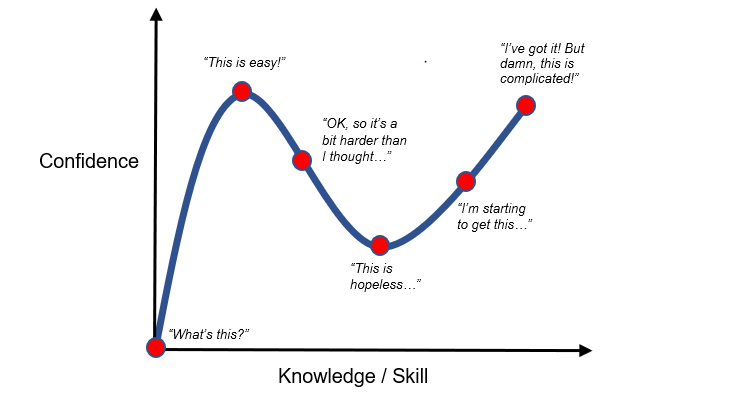 “I’ve got it! But
damn, this is
complicated!”
“This is easy!”
“OK, so it’s a
bit harder than
I thought…”
Confidence
“I’m starting
to get this…”
“This is
hopeless…”
“What’s this?”
Knowledge / Skill